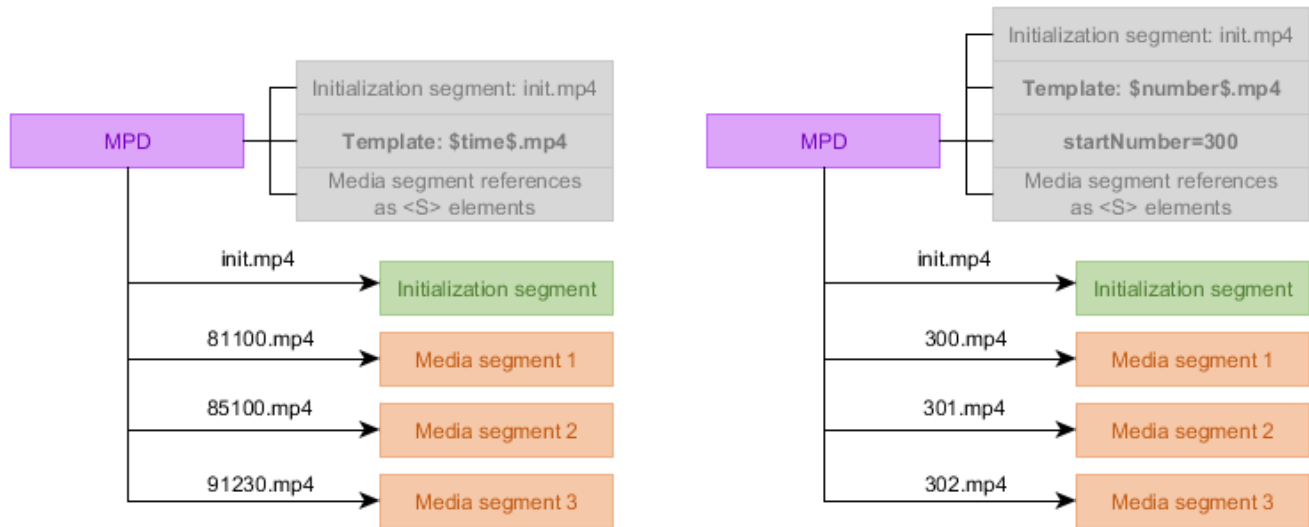 MPD
Initialization segment: init.mp4
Template: $time$.mp4
Media segment references
as <S> elements
init.mp4
Initialization segment
81100.mp4
Media segment 1
85100.mp4
Media segment 2
91230.mp4
Media segment 3
MPD
Initialization segment: init.mp4
Template: $number$.mp4
startNumber=300
Media segment references
as <S> elements
init.mp4
Initialization segment
300.mp4
Media segment 1
301.mp4
Media segment 2
302.mp4
Media segment 3